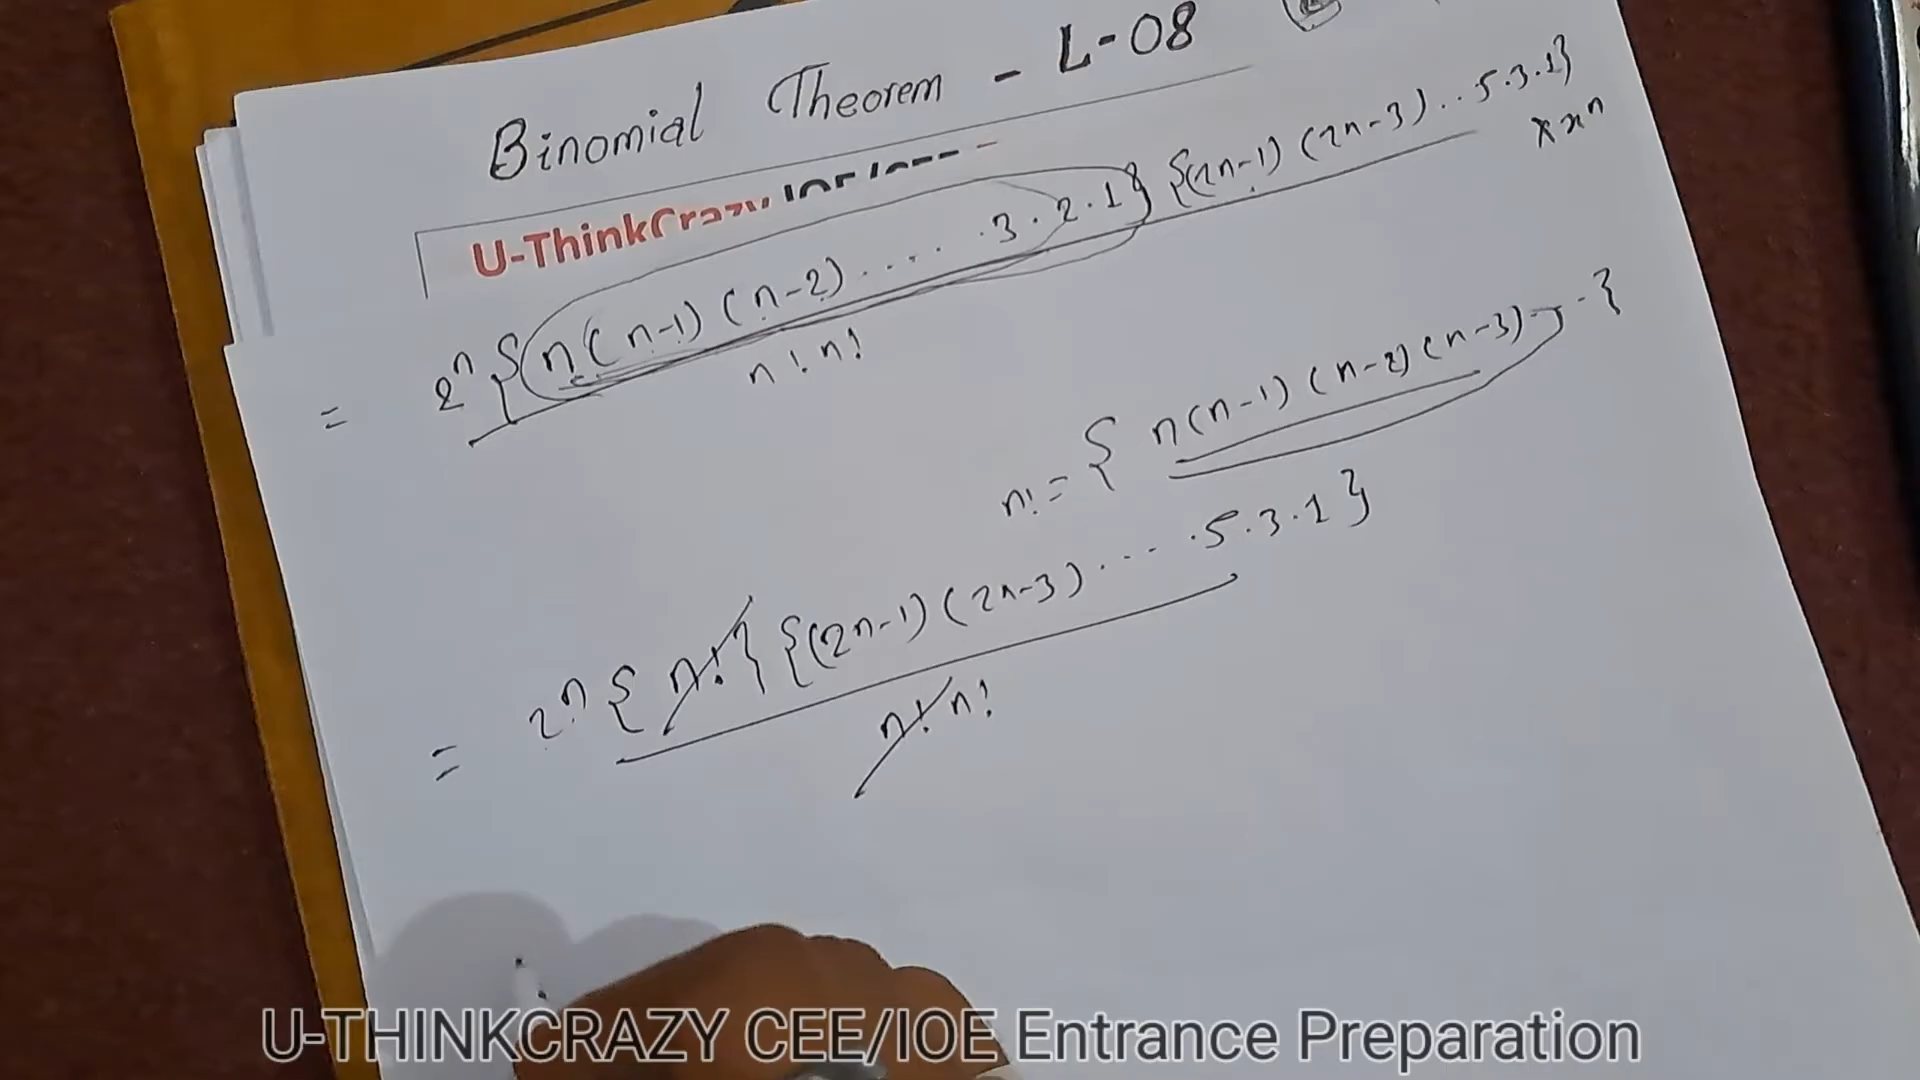 Binomial Theorem - L-08
U-ThinkCrazy
= 2ⁿ {n(n-1) (n-2) ..... .3.2.1} {(2n-1) (2n-3) .. 5.3.1}
× xⁿ
n! n!
n! = { n(n-1) (n-2) (n-3) - - }
= 2ⁿ { n! } {(2n-1) (2n-3) ..... .5.3.1}
n! n!
U-THINKCRAZY CEE/IOE Entrance Preparation